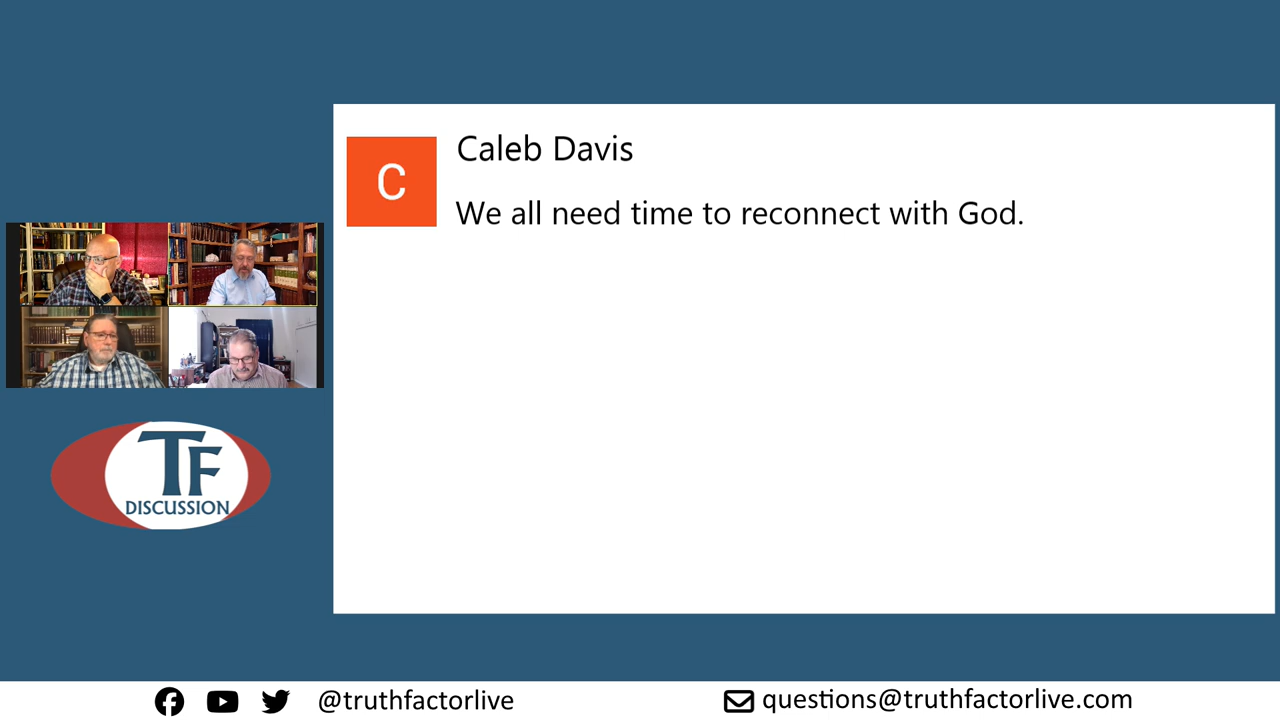 C
Caleb Davis
We all need time to reconnect with God.
TF
DISCUSSION
@truthfactorlive
questions@truthfactorlive.com